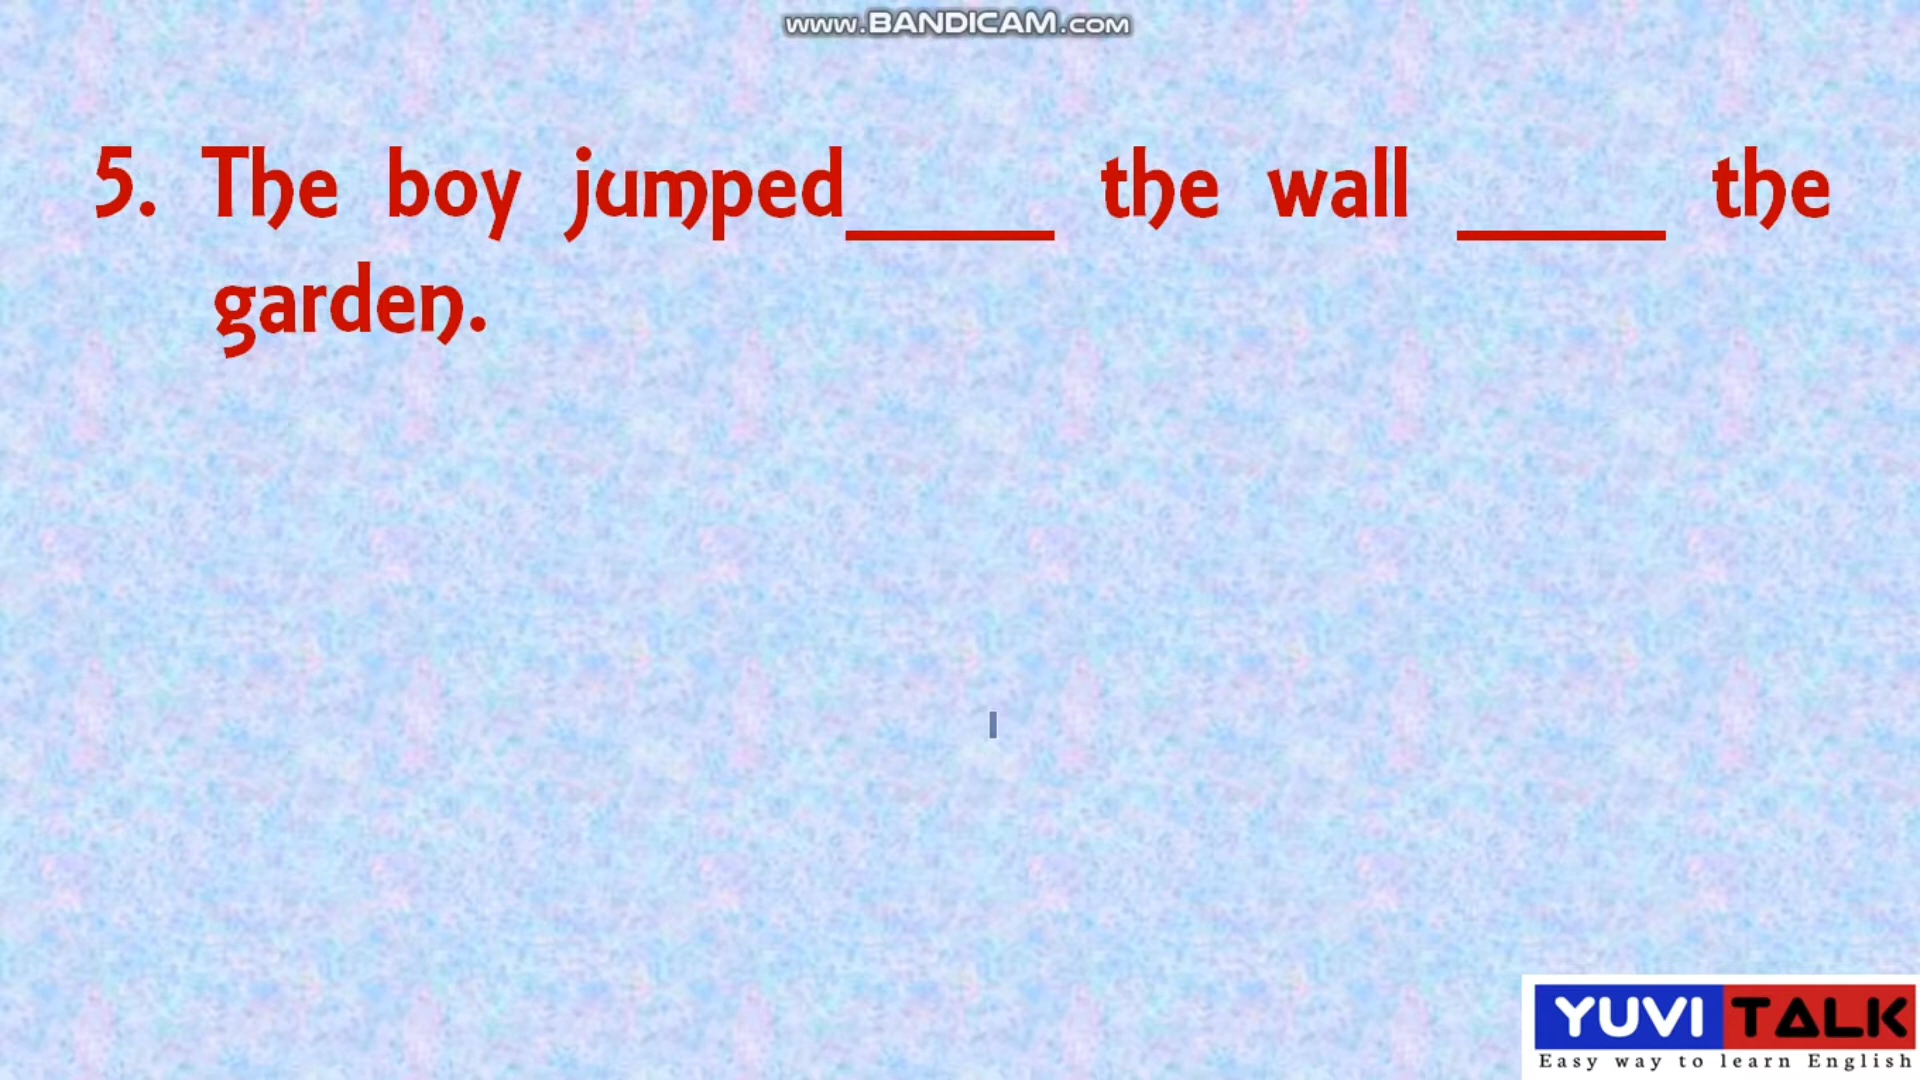 www.BANDICAM.com
5. The boy jumped_____ the wall _____ the
garden.
YUVI TALK
Easy way to learn English